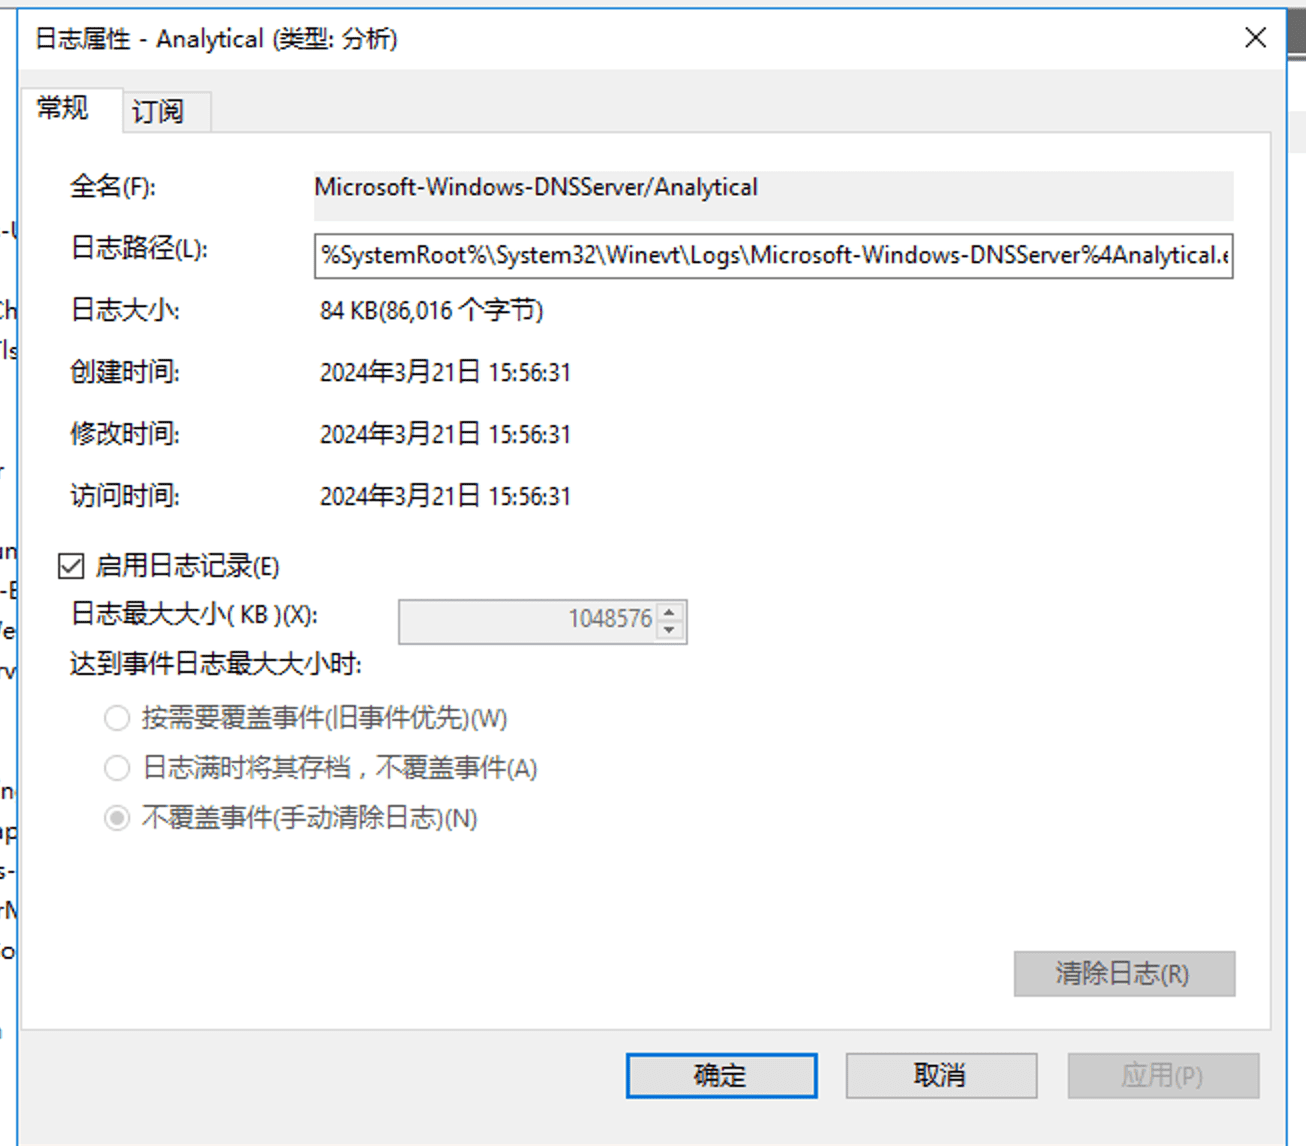 日志属性 - Analytical (类型: 分析)
常规
订阅
全名(F):
Microsoft-Windows-DNSServer/Analytical
日志路径(L):
%SystemRoot%\System32\Winevt\Logs\Microsoft-Windows-DNSServer%4Analytical.e
日志大小:
84 KB(86,016 个字节)
创建时间:
2024年3月21日 15:56:31
修改时间:
2024年3月21日 15:56:31
访问时间:
2024年3月21日 15:56:31
启用日志记录(E)
日志最大大小( KB )(X):
1048576
达到事件日志最大大小时:
按需要覆盖事件(旧事件优先)(W)
日志满时将其存档，不覆盖事件(A)
不覆盖事件(手动清除日志)(N)
清除日志(R)
确定
取消
应用(P)